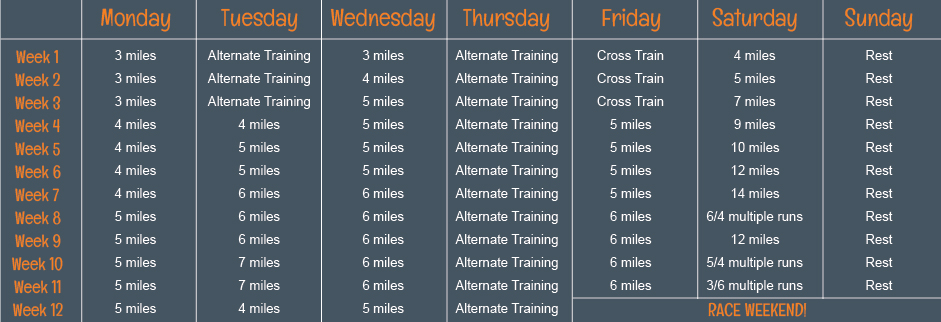 Monday Tuesday Wednesday Thursday Friday Saturday Sunday
Week 1 3 miles Alternate Training 3 miles Alternate Training Cross Train 4 miles Rest
Week 2 3 miles Alternate Training 4 miles Alternate Training Cross Train 5 miles Rest
Week 3 3 miles Alternate Training 5 miles Alternate Training Cross Train 7 miles Rest
Week 4 4 miles 4 miles 5 miles Alternate Training 5 miles 9 miles Rest
Week 5 4 miles 5 miles 5 miles Alternate Training 5 miles 10 miles Rest
Week 6 4 miles 5 miles 6 miles Alternate Training 5 miles 12 miles Rest
Week 7 4 miles 6 miles 6 miles Alternate Training 5 miles 14 miles Rest
Week 8 5 miles 6 miles 6 miles Alternate Training 6 miles 6/4 multiple runs Rest
Week 9 5 miles 6 miles 6 miles Alternate Training 6 miles 12 miles Rest
Week 10 5 miles 7 miles 6 miles Alternate Training 6 miles 5/4 multiple runs Rest
Week 11 5 miles 7 miles 6 miles Alternate Training 6 miles 3/6 multiple runs Rest
Week 12 5 miles 4 miles 5 miles Alternate Training RACE WEEKEND!